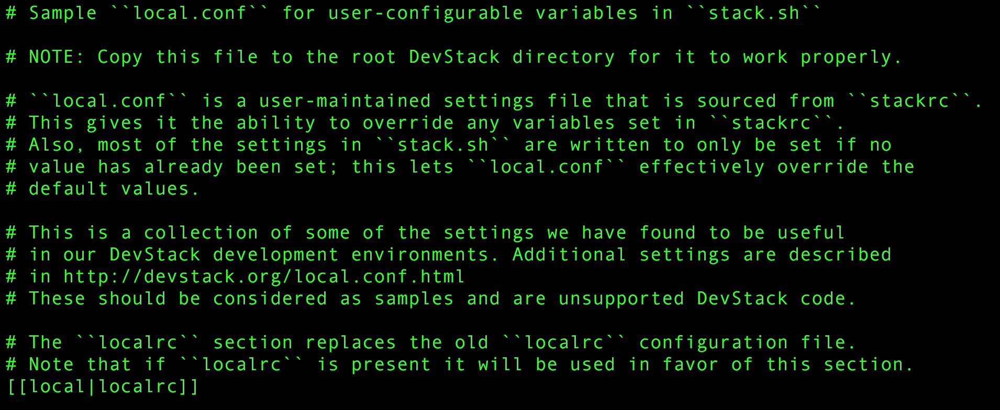 # Sample ``local.conf`` for user-configurable variables in ``stack.sh``
# NOTE: Copy this file to the root DevStack directory for it to work properly.
# ``local.conf`` is a user-maintained settings file that is sourced from ``stackrc``.
# This gives it the ability to override any variables set in ``stackrc``.
# Also, most of the settings in ``stack.sh`` are written to only be set if no
# value has already been set; this lets ``local.conf`` effectively override the
# default values.
# This is a collection of some of the settings we have found to be useful
# in our DevStack development environments. Additional settings are described
# in http://devstack.org/local.conf.html
# These should be considered as samples and are unsupported DevStack code.
# The ``localrc`` section replaces the old ``localrc`` configuration file.
# Note that if ``localrc`` is present it will be used in favor of this section.
[[local|localrc]]